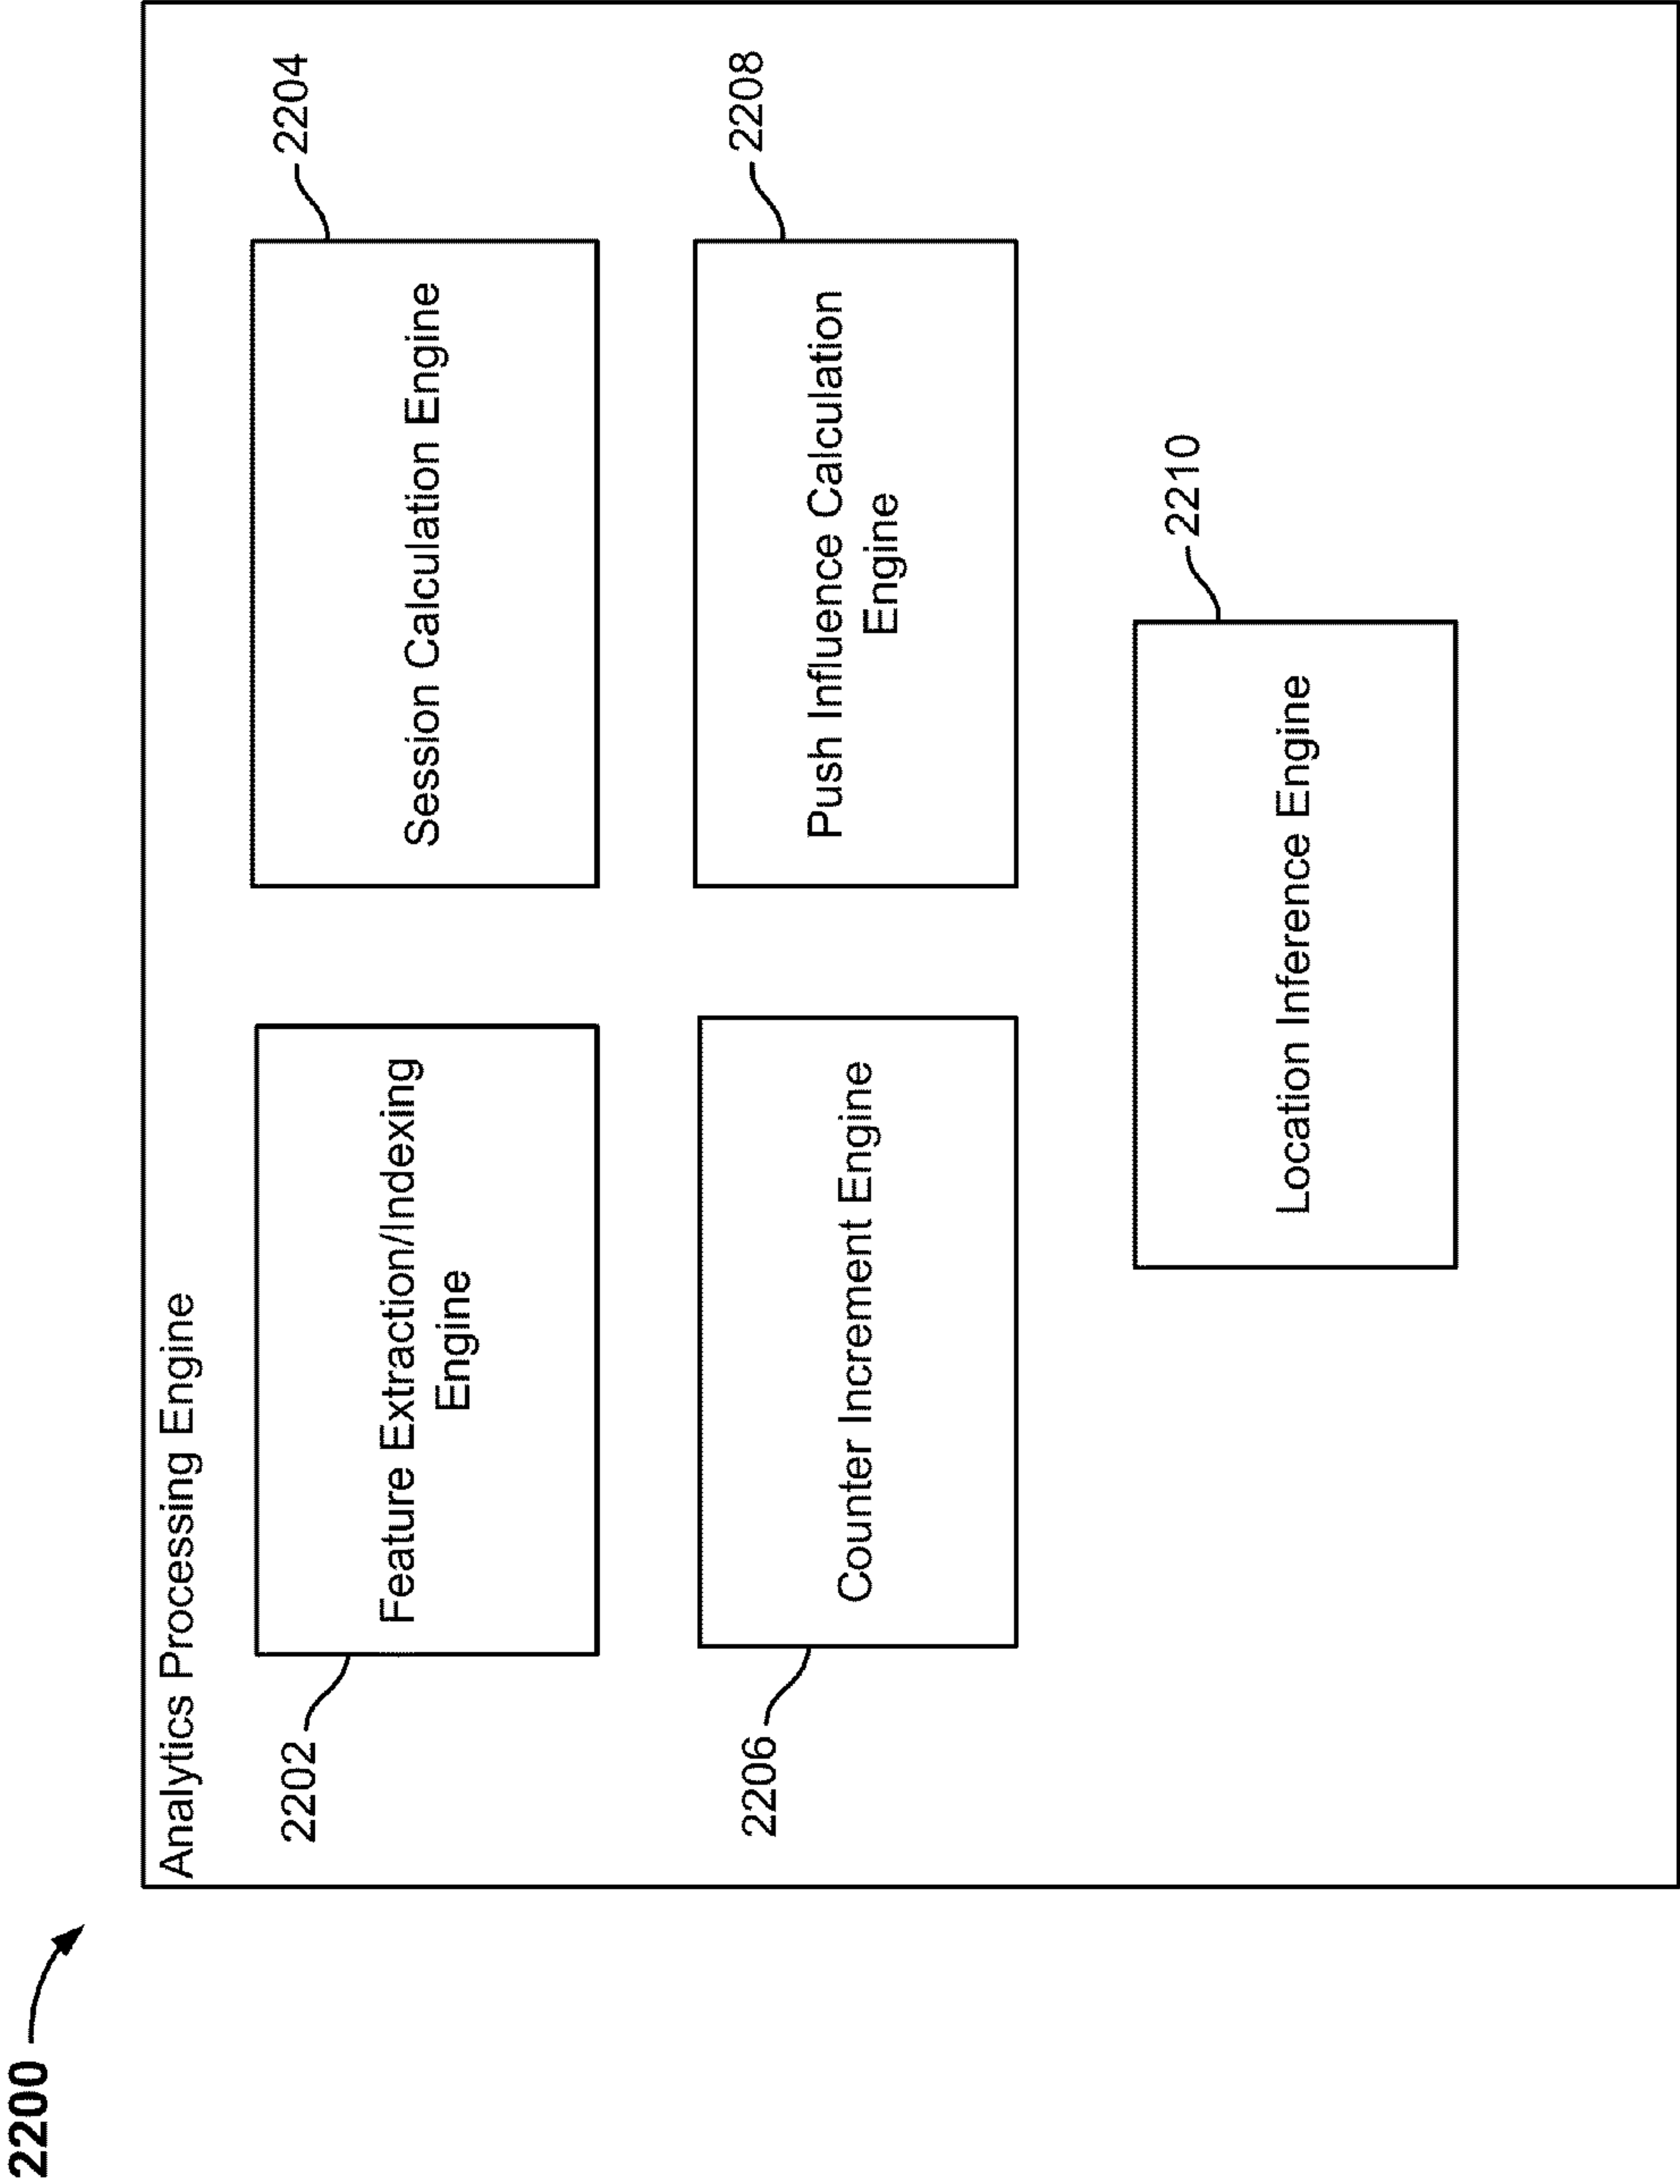 2200
Analytics Processing Engine
2202
Feature Extraction/Indexing
Engine
Session Calculation Engine
2204
2206
Counter Increment Engine
Push Influence Calculation
Engine
2208
Location Inference Engine
2210